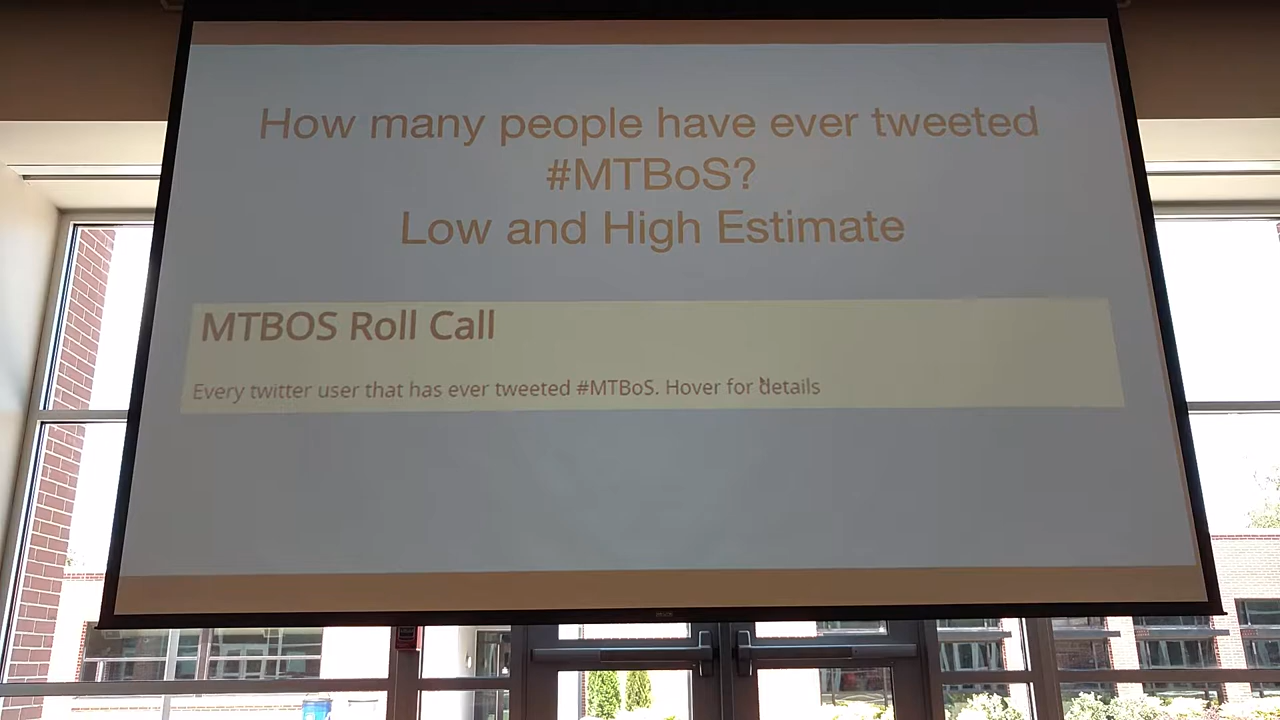 How many people have ever tweeted
#MTBoS?
Low and High Estimate
MTBOS Roll Call
Every twitter user that has ever tweeted #MTBoS. Hover for details